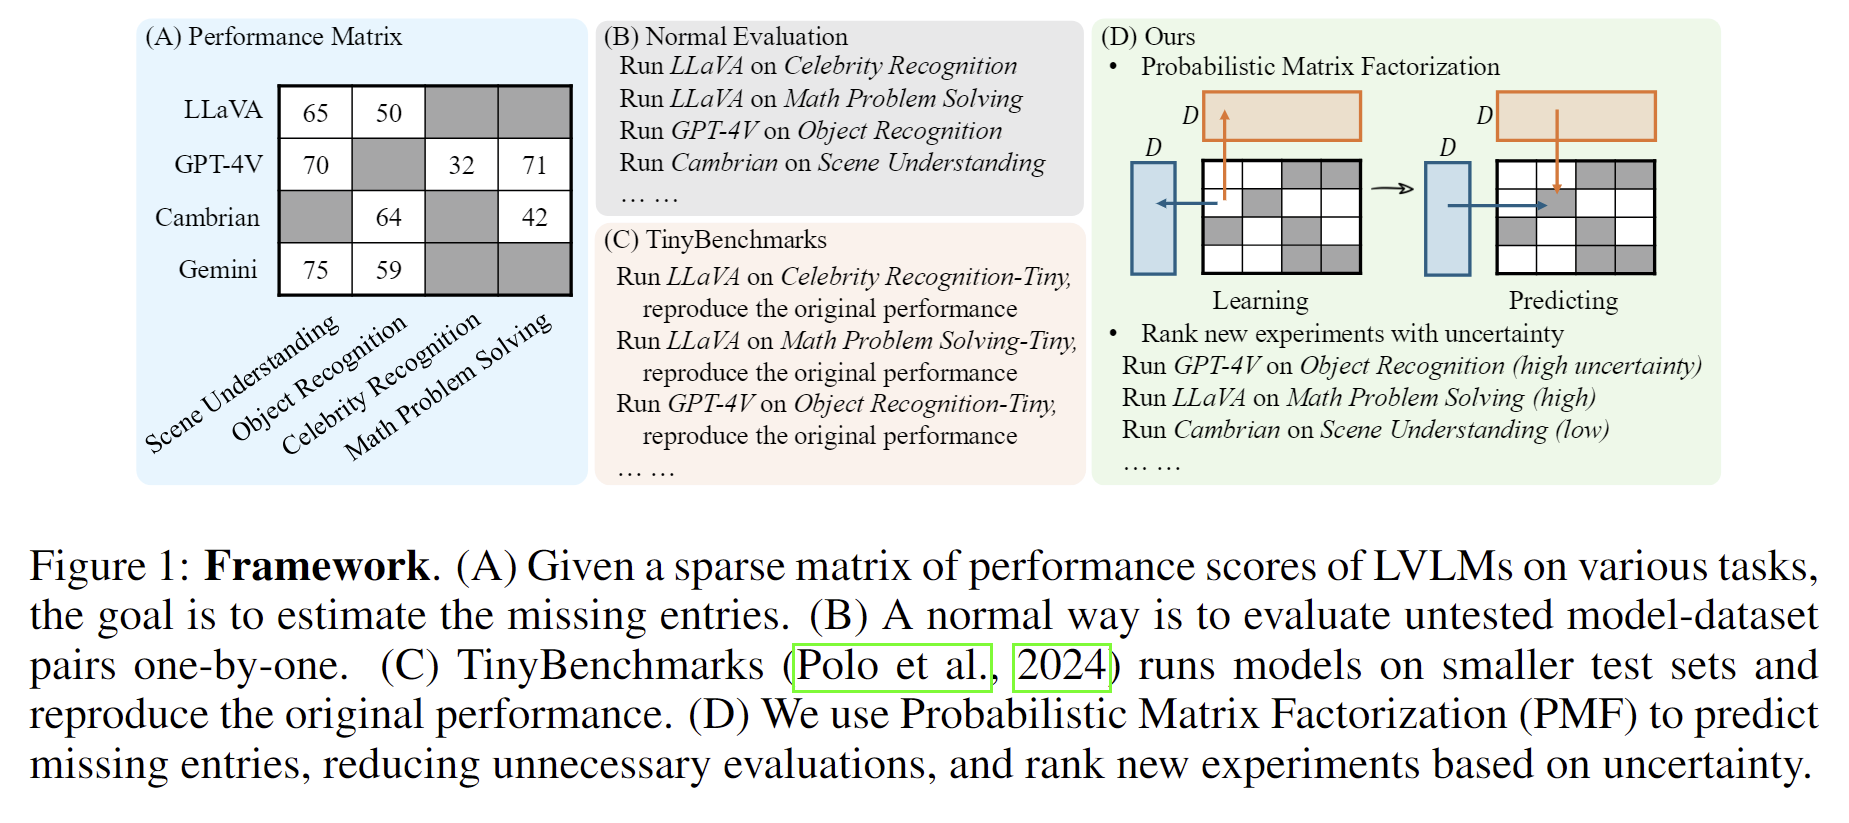 (A) Performance Matrix
LLaVA 65 50
GPT-4V 70 32 71
Cambrian 64 42
Gemini 75 59
Scene Understanding
Object Recognition
Celebrity Recognition
Math Problem Solving
(B) Normal Evaluation
Run LLaVA on Celebrity Recognition
Run LLaVA on Math Problem Solving
Run GPT-4V on Object Recognition
Run Cambrian on Scene Understanding
... ...
(C) TinyBenchmarks
Run LLaVA on Celebrity Recognition-Tiny,
reproduce the original performance
Run LLaVA on Math Problem Solving-Tiny,
reproduce the original performance
Run GPT-4V on Object Recognition-Tiny,
reproduce the original performance
... ...
(D) Ours
• Probabilistic Matrix Factorization
D
D
D
D
Learning
Predicting
• Rank new experiments with uncertainty
Run GPT-4V on Object Recognition (high uncertainty)
Run LLaVA on Math Problem Solving (high)
Run Cambrian on Scene Understanding (low)
... ...
Figure 1: Framework. (A) Given a sparse matrix of performance scores of LVLMs on various tasks,
the goal is to estimate the missing entries. (B) A normal way is to evaluate untested model-dataset
pairs one-by-one. (C) TinyBenchmarks (Polo et al., 2024) runs models on smaller test sets and
reproduce the original performance. (D) We use Probabilistic Matrix Factorization (PMF) to predict
missing entries, reducing unnecessary evaluations, and rank new experiments based on uncertainty.